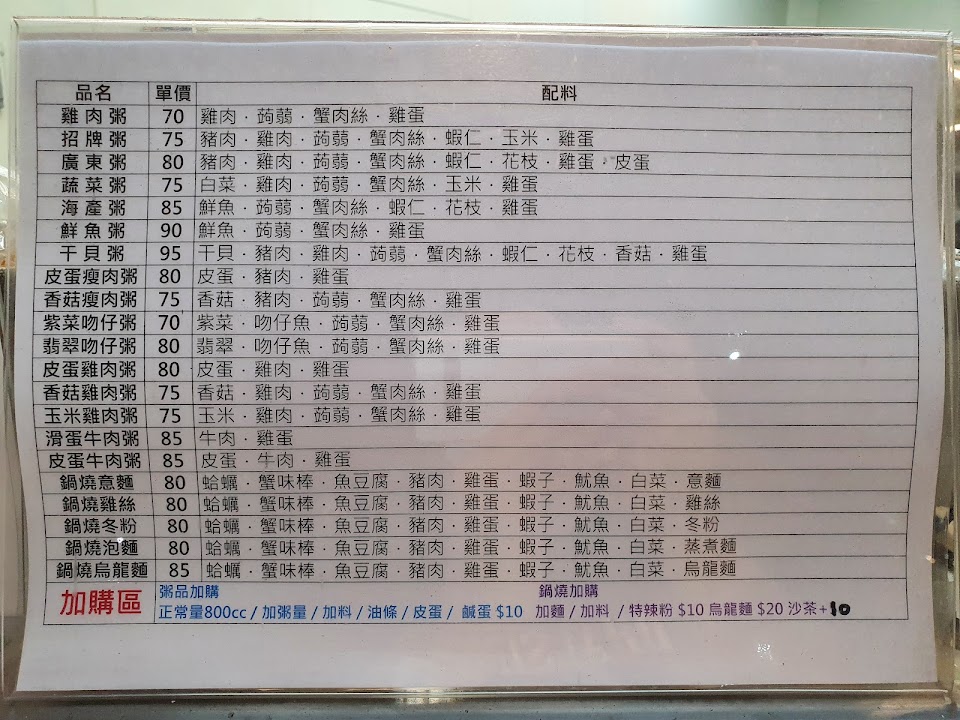 品名 單價 配料
雞肉粥 70 雞肉．蒟蒻．蟹肉絲．雞蛋
招牌粥 75 豬肉．雞肉．蒟蒻．蟹肉絲．蝦仁．玉米．雞蛋
廣東粥 80 豬肉．雞肉．蒟蒻．蟹肉絲．蝦仁．花枝．雞蛋．皮蛋
蔬菜粥 75 白菜．雞肉．蒟蒻．蟹肉絲．玉米．雞蛋
海產粥 85 鮮魚．蒟蒻．蟹肉絲．蝦仁．花枝．雞蛋
鮮魚粥 90 鮮魚．蒟蒻．蟹肉絲．雞蛋
干貝粥 95 干貝．豬肉．雞肉．蒟蒻．蟹肉絲．蝦仁．花枝．香菇．雞蛋
皮蛋瘦肉粥 80 皮蛋．豬肉．雞蛋
香菇瘦肉粥 75 香菇．豬肉．蒟蒻．蟹肉絲．雞蛋
紫菜吻仔粥 70 紫菜．吻仔魚．蒟蒻．蟹肉絲．雞蛋
翡翠吻仔粥 80 翡翠．吻仔魚．蒟蒻．蟹肉絲．雞蛋
皮蛋雞肉粥 80 皮蛋．雞肉．雞蛋
香菇雞肉粥 75 香菇．雞肉．蒟蒻．蟹肉絲．雞蛋
玉米雞肉粥 75 玉米．雞肉．蒟蒻．蟹肉絲．雞蛋
滑蛋牛肉粥 85 牛肉．雞蛋
皮蛋牛肉粥 85 皮蛋．牛肉．雞蛋
鍋燒意麵 80 蛤蠣．蟹味棒．魚豆腐．豬肉．雞蛋．蝦子．魷魚．白菜．意麵
鍋燒雞絲 80 蛤蠣．蟹味棒．魚豆腐．豬肉．雞蛋．蝦子．魷魚．白菜．雞絲
鍋燒冬粉 80 蛤蠣．蟹味棒．魚豆腐．豬肉．雞蛋．蝦子．魷魚．白菜．冬粉
鍋燒泡麵 80 蛤蠣．蟹味棒．魚豆腐．豬肉．雞蛋．蝦子．魷魚．白菜．蒸煮麵
鍋燒烏龍麵 85 蛤蠣．蟹味棒．魚豆腐．豬肉．雞蛋．蝦子．魷魚．白菜．烏龍麵
加購區
粥品加購 鍋燒加購
正常量800cc / 加粥量 / 加料 / 油條 / 皮蛋 / 鹹蛋 $10 加麵 / 加料 / 特辣粉 $10 烏龍麵 $20 沙茶+10